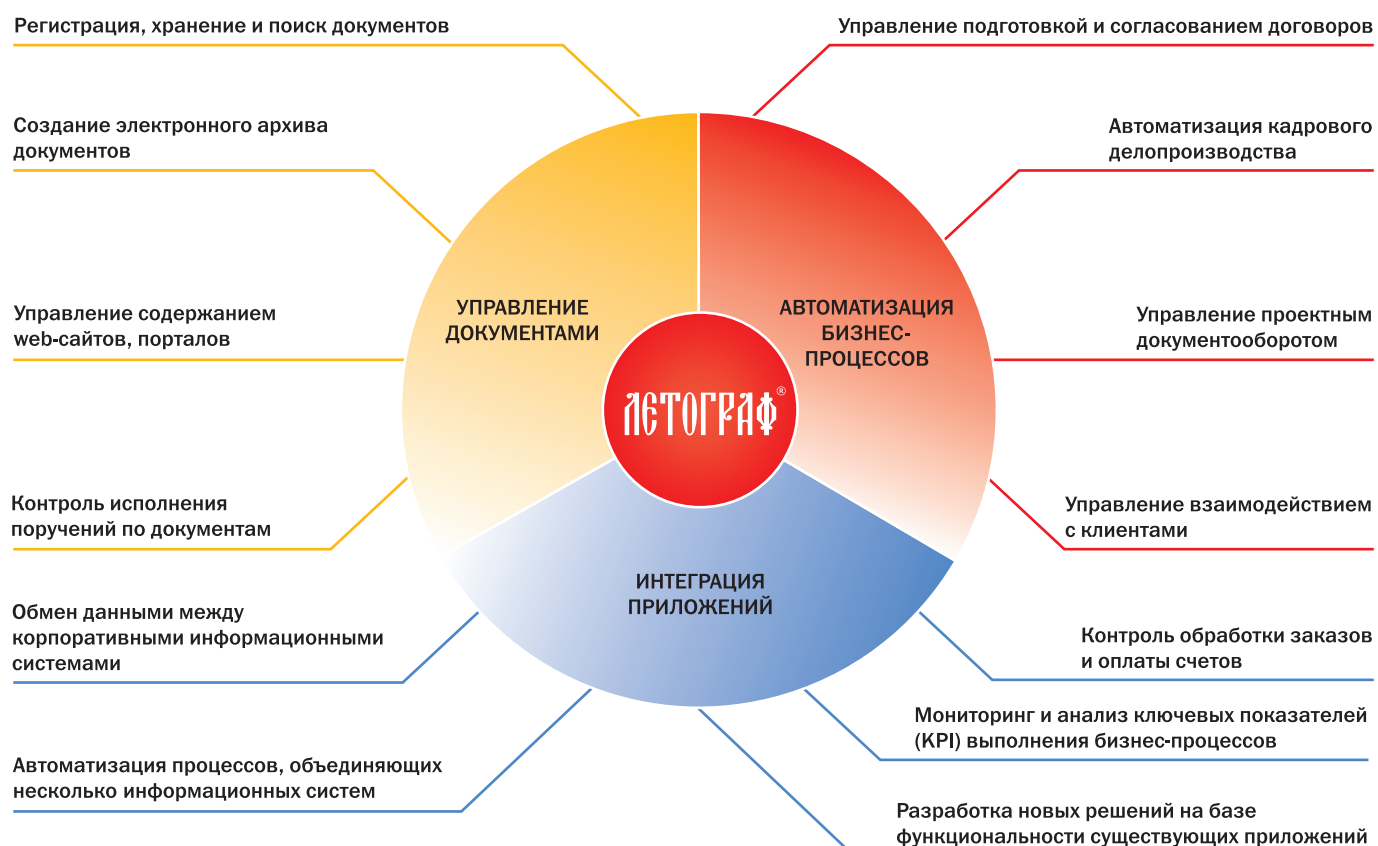 Регистрация, хранение и поиск документов
Создание электронного архива
документов
Управление содержанием
web-сайтов, порталов
Контроль исполнения
поручений по документам
Обмен данными между
корпоративными информационными
системами
Автоматизация процессов, объединяющих
несколько информационных систем
УПРАВЛЕНИЕ
ДОКУМЕНТАМИ
АВТОМАТИЗАЦИЯ
БИЗНЕС-
ПРОЦЕССОВ
ЛЕТОГРАФ®
ИНТЕГРАЦИЯ
ПРИЛОЖЕНИЙ
Управление подготовкой и согласованием договоров
Автоматизация кадрового
делопроизводства
Управление проектным
документооборотом
Управление взаимодействием
с клиентами
Контроль обработки заказов
и оплаты счетов
Мониторинг и анализ ключевых показателей
(KPI) выполнения бизнес-процессов
Разработка новых решений на базе
функциональности существующих приложений